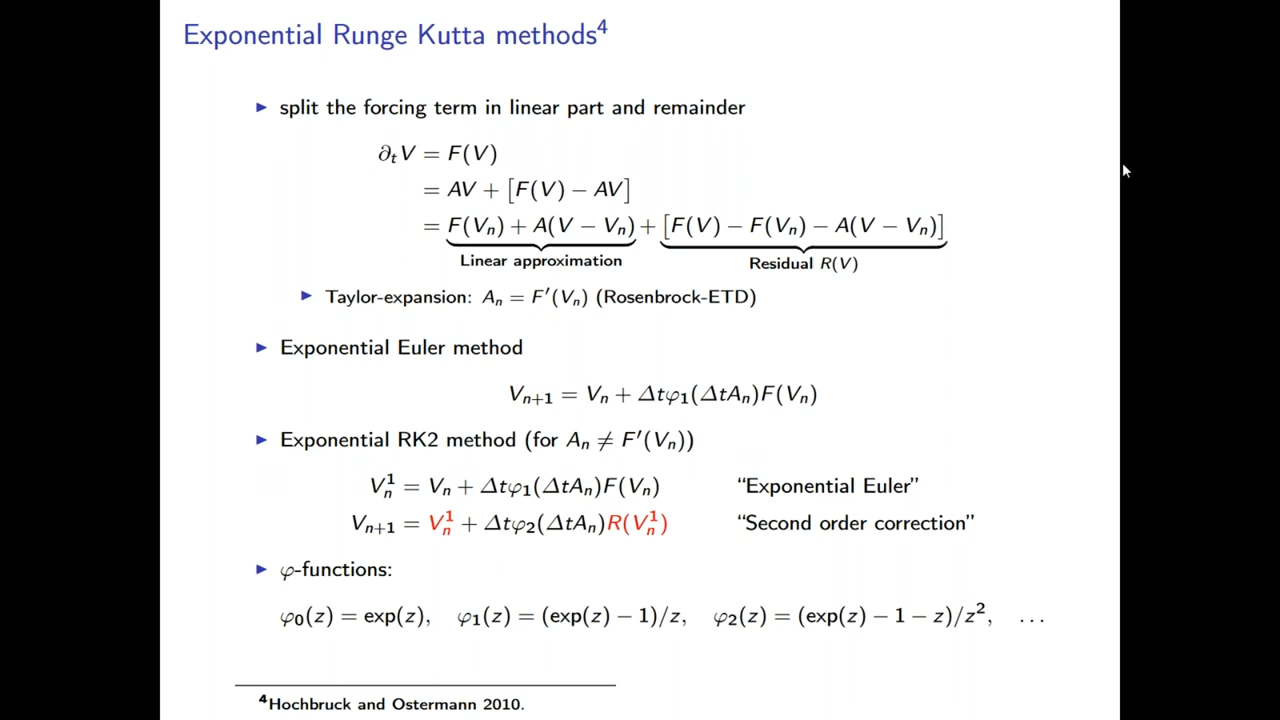 Exponential Runge Kutta methods⁴
▶ split the forcing term in linear part and remainder
∂ₜV = F(V)
= AV + [F(V) − AV]
= F(Vₙ) + A(V − Vₙ) + [F(V) − F(Vₙ) − A(V − Vₙ)]
Linear approximation Residual R(V)
▶ Taylor-expansion: Aₙ = F′(Vₙ) (Rosenbrock-ETD)
▶ Exponential Euler method
Vₙ₊₁ = Vₙ + Δtφ₁(ΔtAₙ)F(Vₙ)
▶ Exponential RK2 method (for Aₙ ≠ F′(Vₙ))
Vₙ¹ = Vₙ + Δtφ₁(ΔtAₙ)F(Vₙ) “Exponential Euler”
Vₙ₊₁ = Vₙ¹ + Δtφ₂(ΔtAₙ)R(Vₙ¹) “Second order correction”
▶ φ-functions:
φ₀(z) = exp(z), φ₁(z) = (exp(z) − 1)/z, φ₂(z) = (exp(z) − 1 − z)/z², ...
⁴Hochbruck and Ostermann 2010.